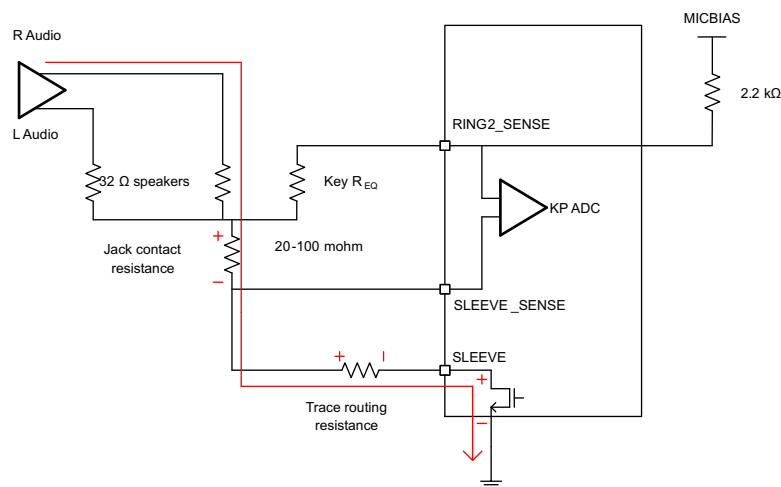 MICBIAS
R Audio
2.2 kΩ
RING2_SENSE
L Audio
32 Ω speakers
Key R EQ
KP ADC
+
20-100 mohm
Jack contact
resistance
–
SLEEVE _SENSE
+
–
SLEEVE
+
Trace routing
resistance
–